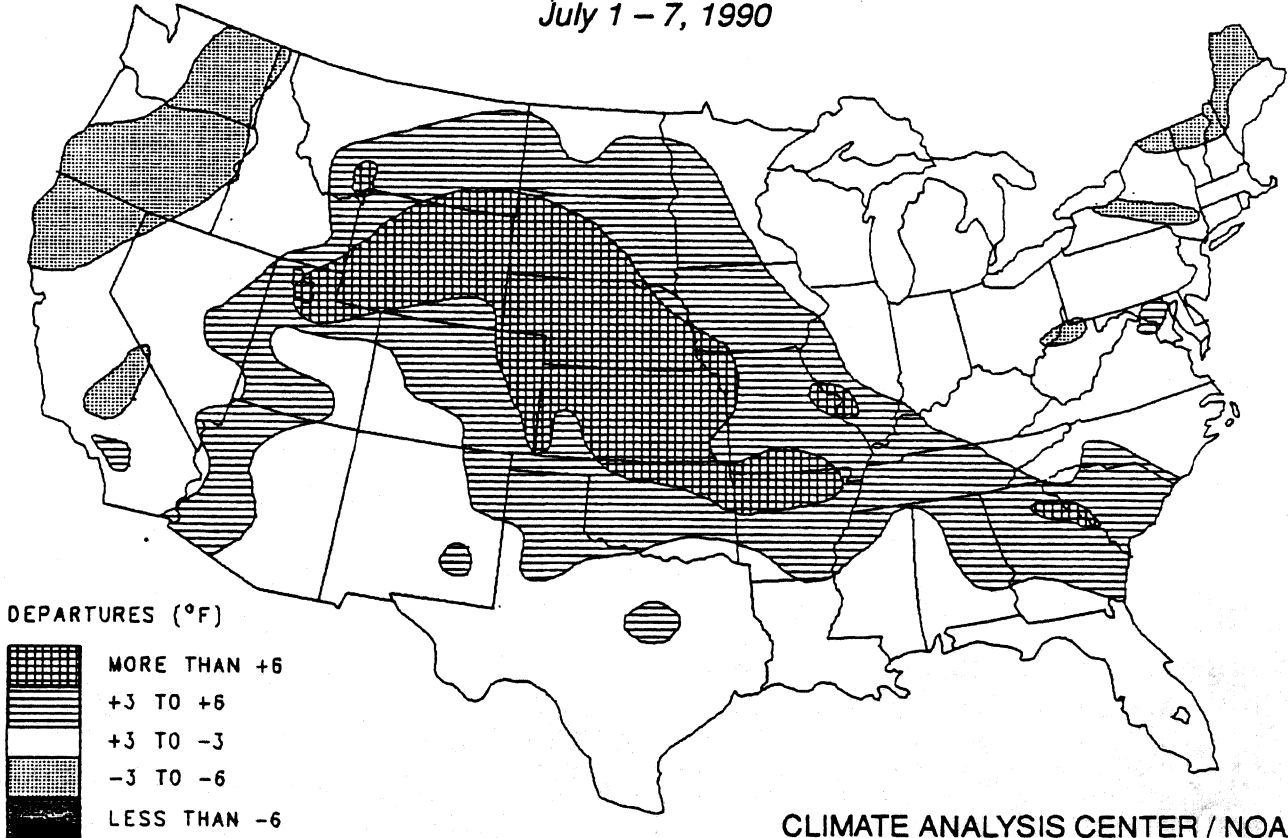 July 1 – 7, 1990
DEPARTURES (°F)
MORE THAN +6
+3 TO +6
+3 TO -3
-3 TO -6
LESS THAN -6
CLIMATE ANALYSIS CENTER / NOA